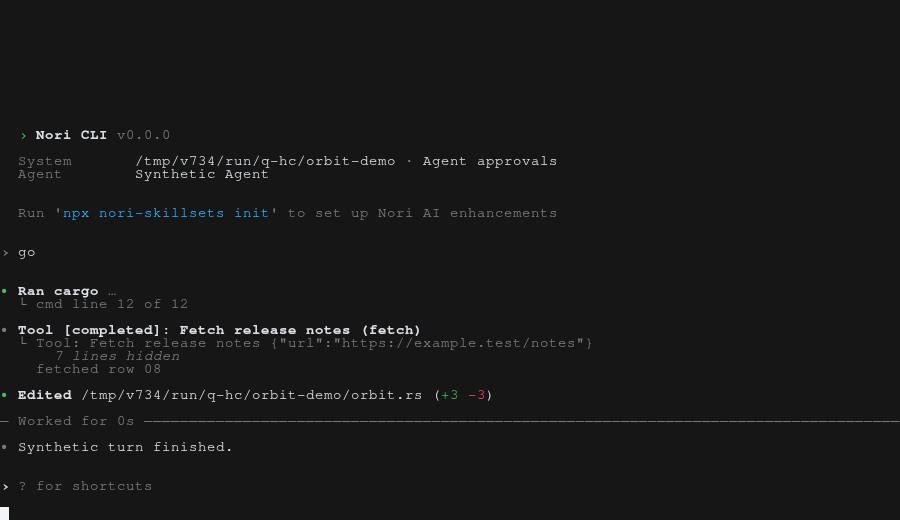 › Nori CLI v0.0.0
System /tmp/v734/run/q-hc/orbit-demo · Agent approvals
Agent Synthetic Agent
Run 'npx nori-skillsets init' to set up Nori AI enhancements
› go
• Ran cargo …
└ cmd line 12 of 12
• Tool [completed]: Fetch release notes (fetch)
└ Tool: Fetch release notes {"url":"https://example.test/notes"}
7 lines hidden
fetched row 08
• Edited /tmp/v734/run/q-hc/orbit-demo/orbit.rs (+3 -3)
─ Worked for 0s ─
• Synthetic turn finished.
› ? for shortcuts